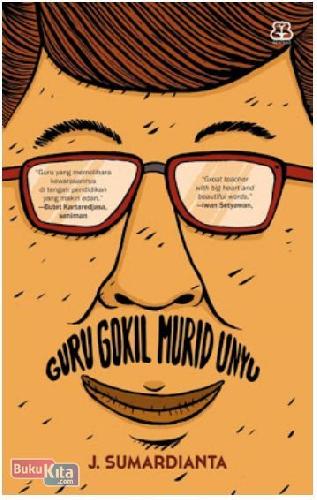 "Guru yang memelihara
kewarasannya
di tengah pendidikan
yang makin edan."
—Butet Kartaredjasa,
seniman
"Great teacher
with big heart and
beautiful words."
—Iwan Setyawan,
GURU GOKIL MURID UNYU
J. SUMARDIANTA
BukuKita
.com